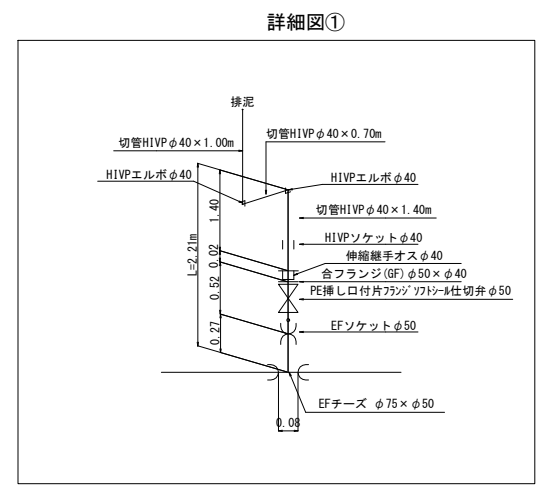 詳細図①
排泥
切管HIVPφ40×1.00m
切管HIVPφ40×0.70m
HIVPエルボφ40
HIVPエルボφ40
切管HIVPφ40×1.40m
1.40
HIVPソケットφ40
伸縮継手オスφ40
L=2.21m
0.02
合フランジ(GF)φ50×φ40
0.52
PE挿し口付片フランジソフトシール仕切弁φ50
EFソケットφ50
0.27
EFチーズ φ75×φ50
0.08